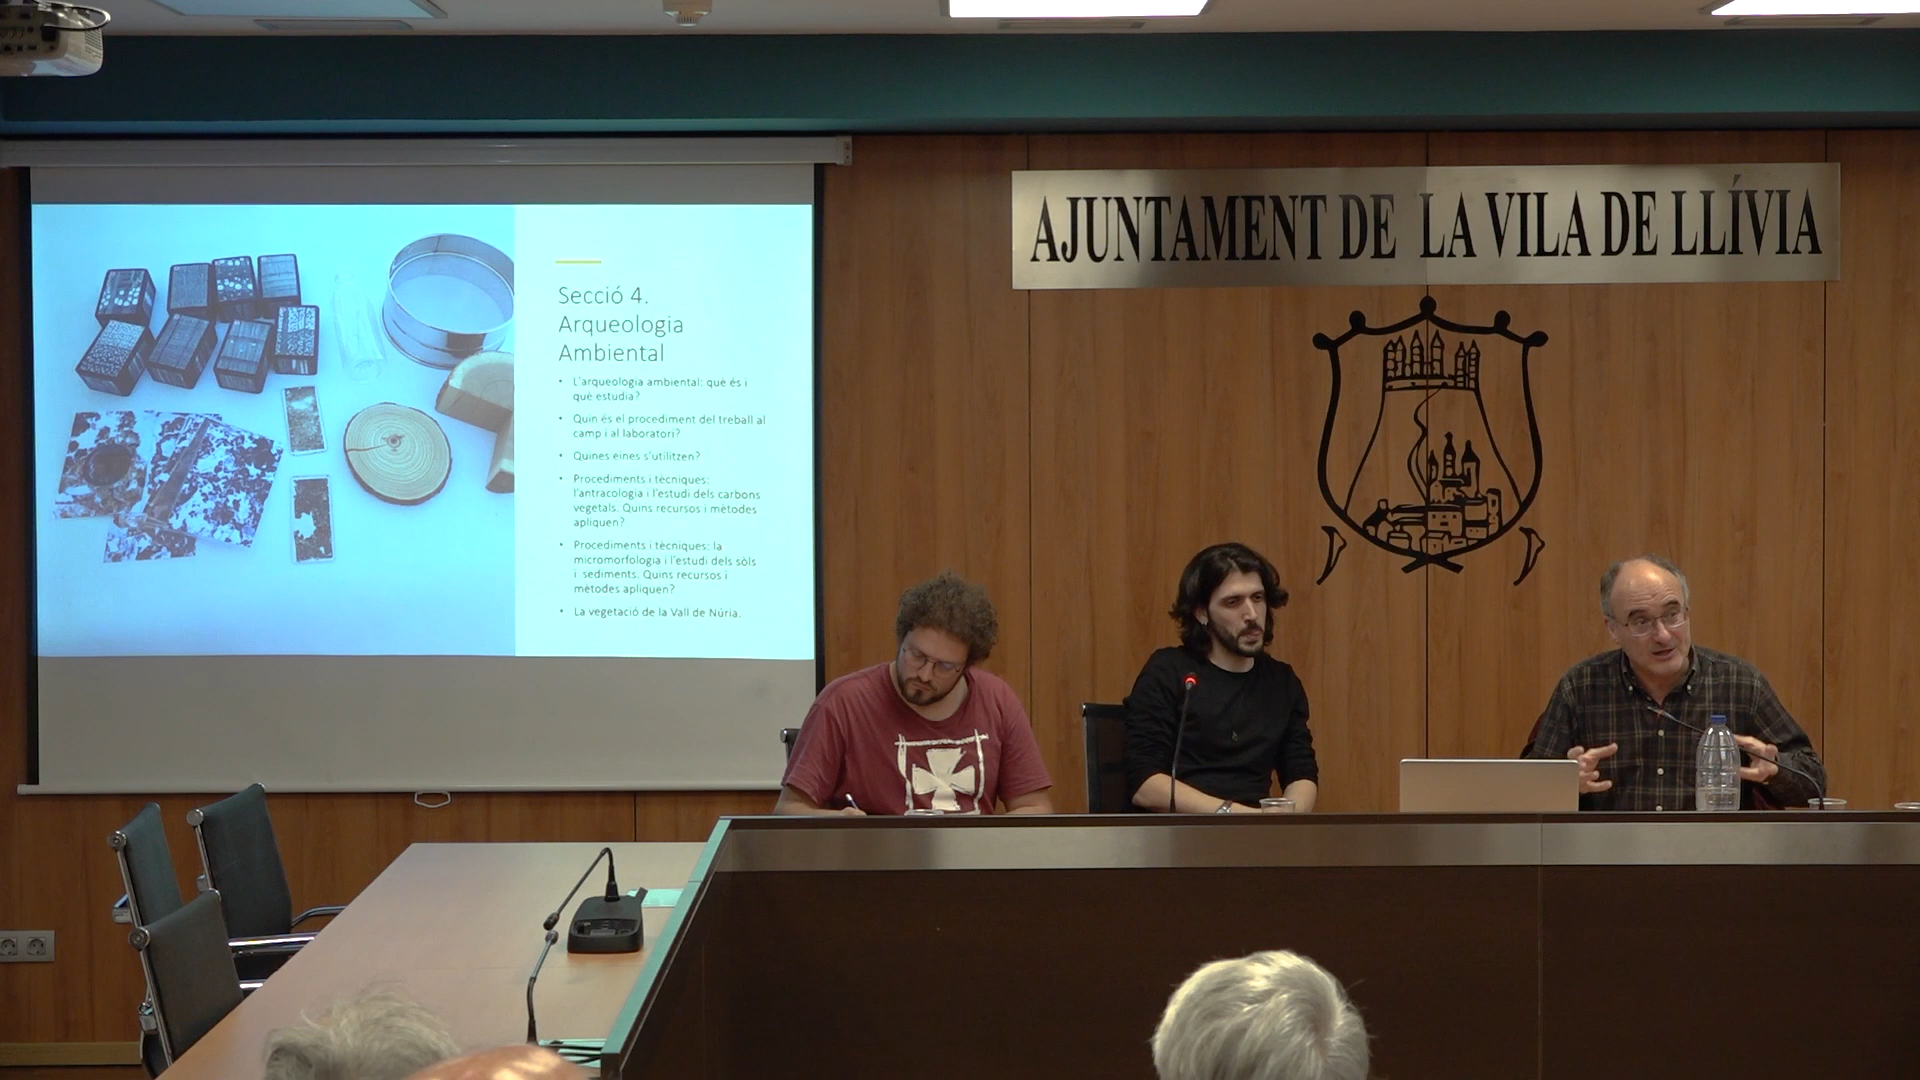 AJUNTAMENT DE LA VILA DE LLÍVIA
Secció 4.
Arqueologia
Ambiental
• L'arqueologia ambiental: què és i
què estudia?
• Quin és el procediment del treball al
camp i al laboratori?
• Quines eines s'utilitzen?
• Procediments i tècniques:
l'antracologia i l'estudi dels carbons
vegetals. Quins recursos i mètodes
apliquen?
• Procediments i tècniques: la
micromorfologia i l'estudi dels sòls
i sediments. Quins recursos i
mètodes apliquen?
• La vegetació de la Vall de Núria.